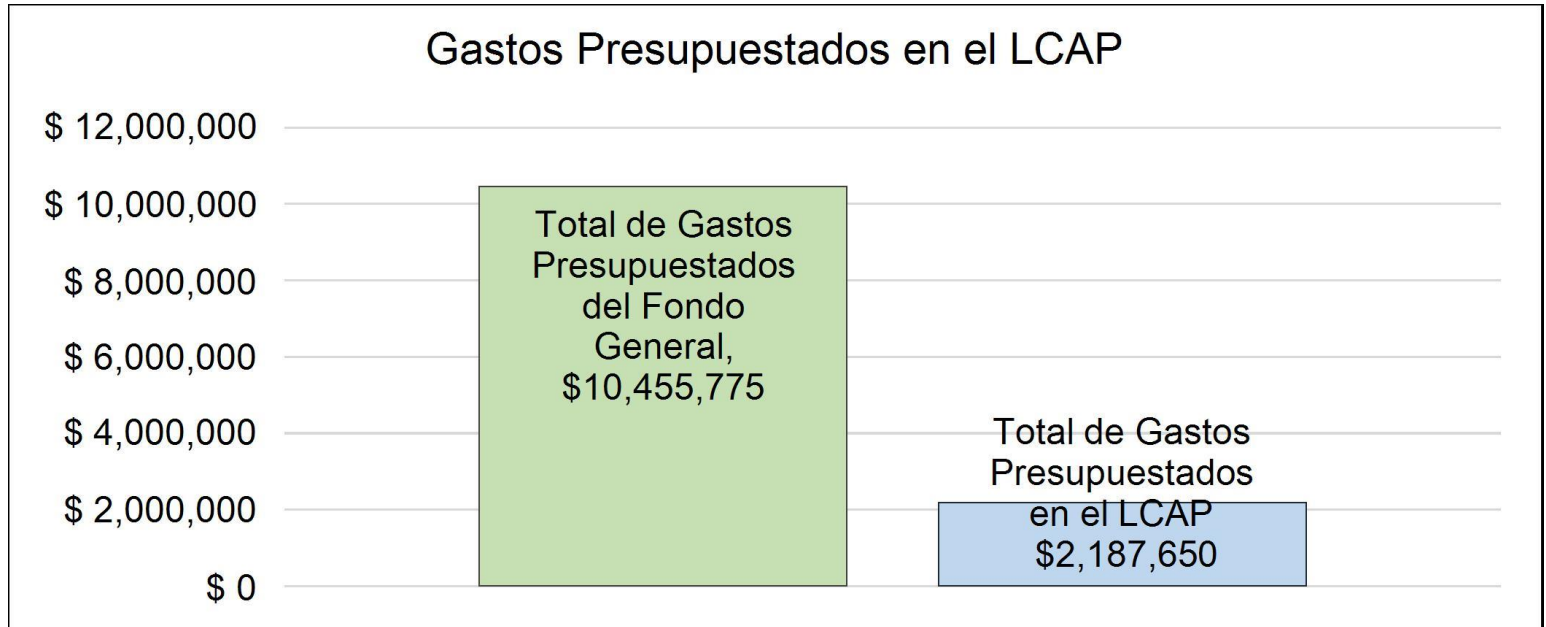 Gastos Presupuestados en el LCAP
$ 12,000,000
$ 10,000,000
$ 8,000,000
$ 6,000,000
$ 4,000,000
$ 2,000,000
$ 0
Total de Gastos
Presupuestados
del Fondo
General,
$10,455,775
Total de Gastos
Presupuestados
en el LCAP
$2,187,650